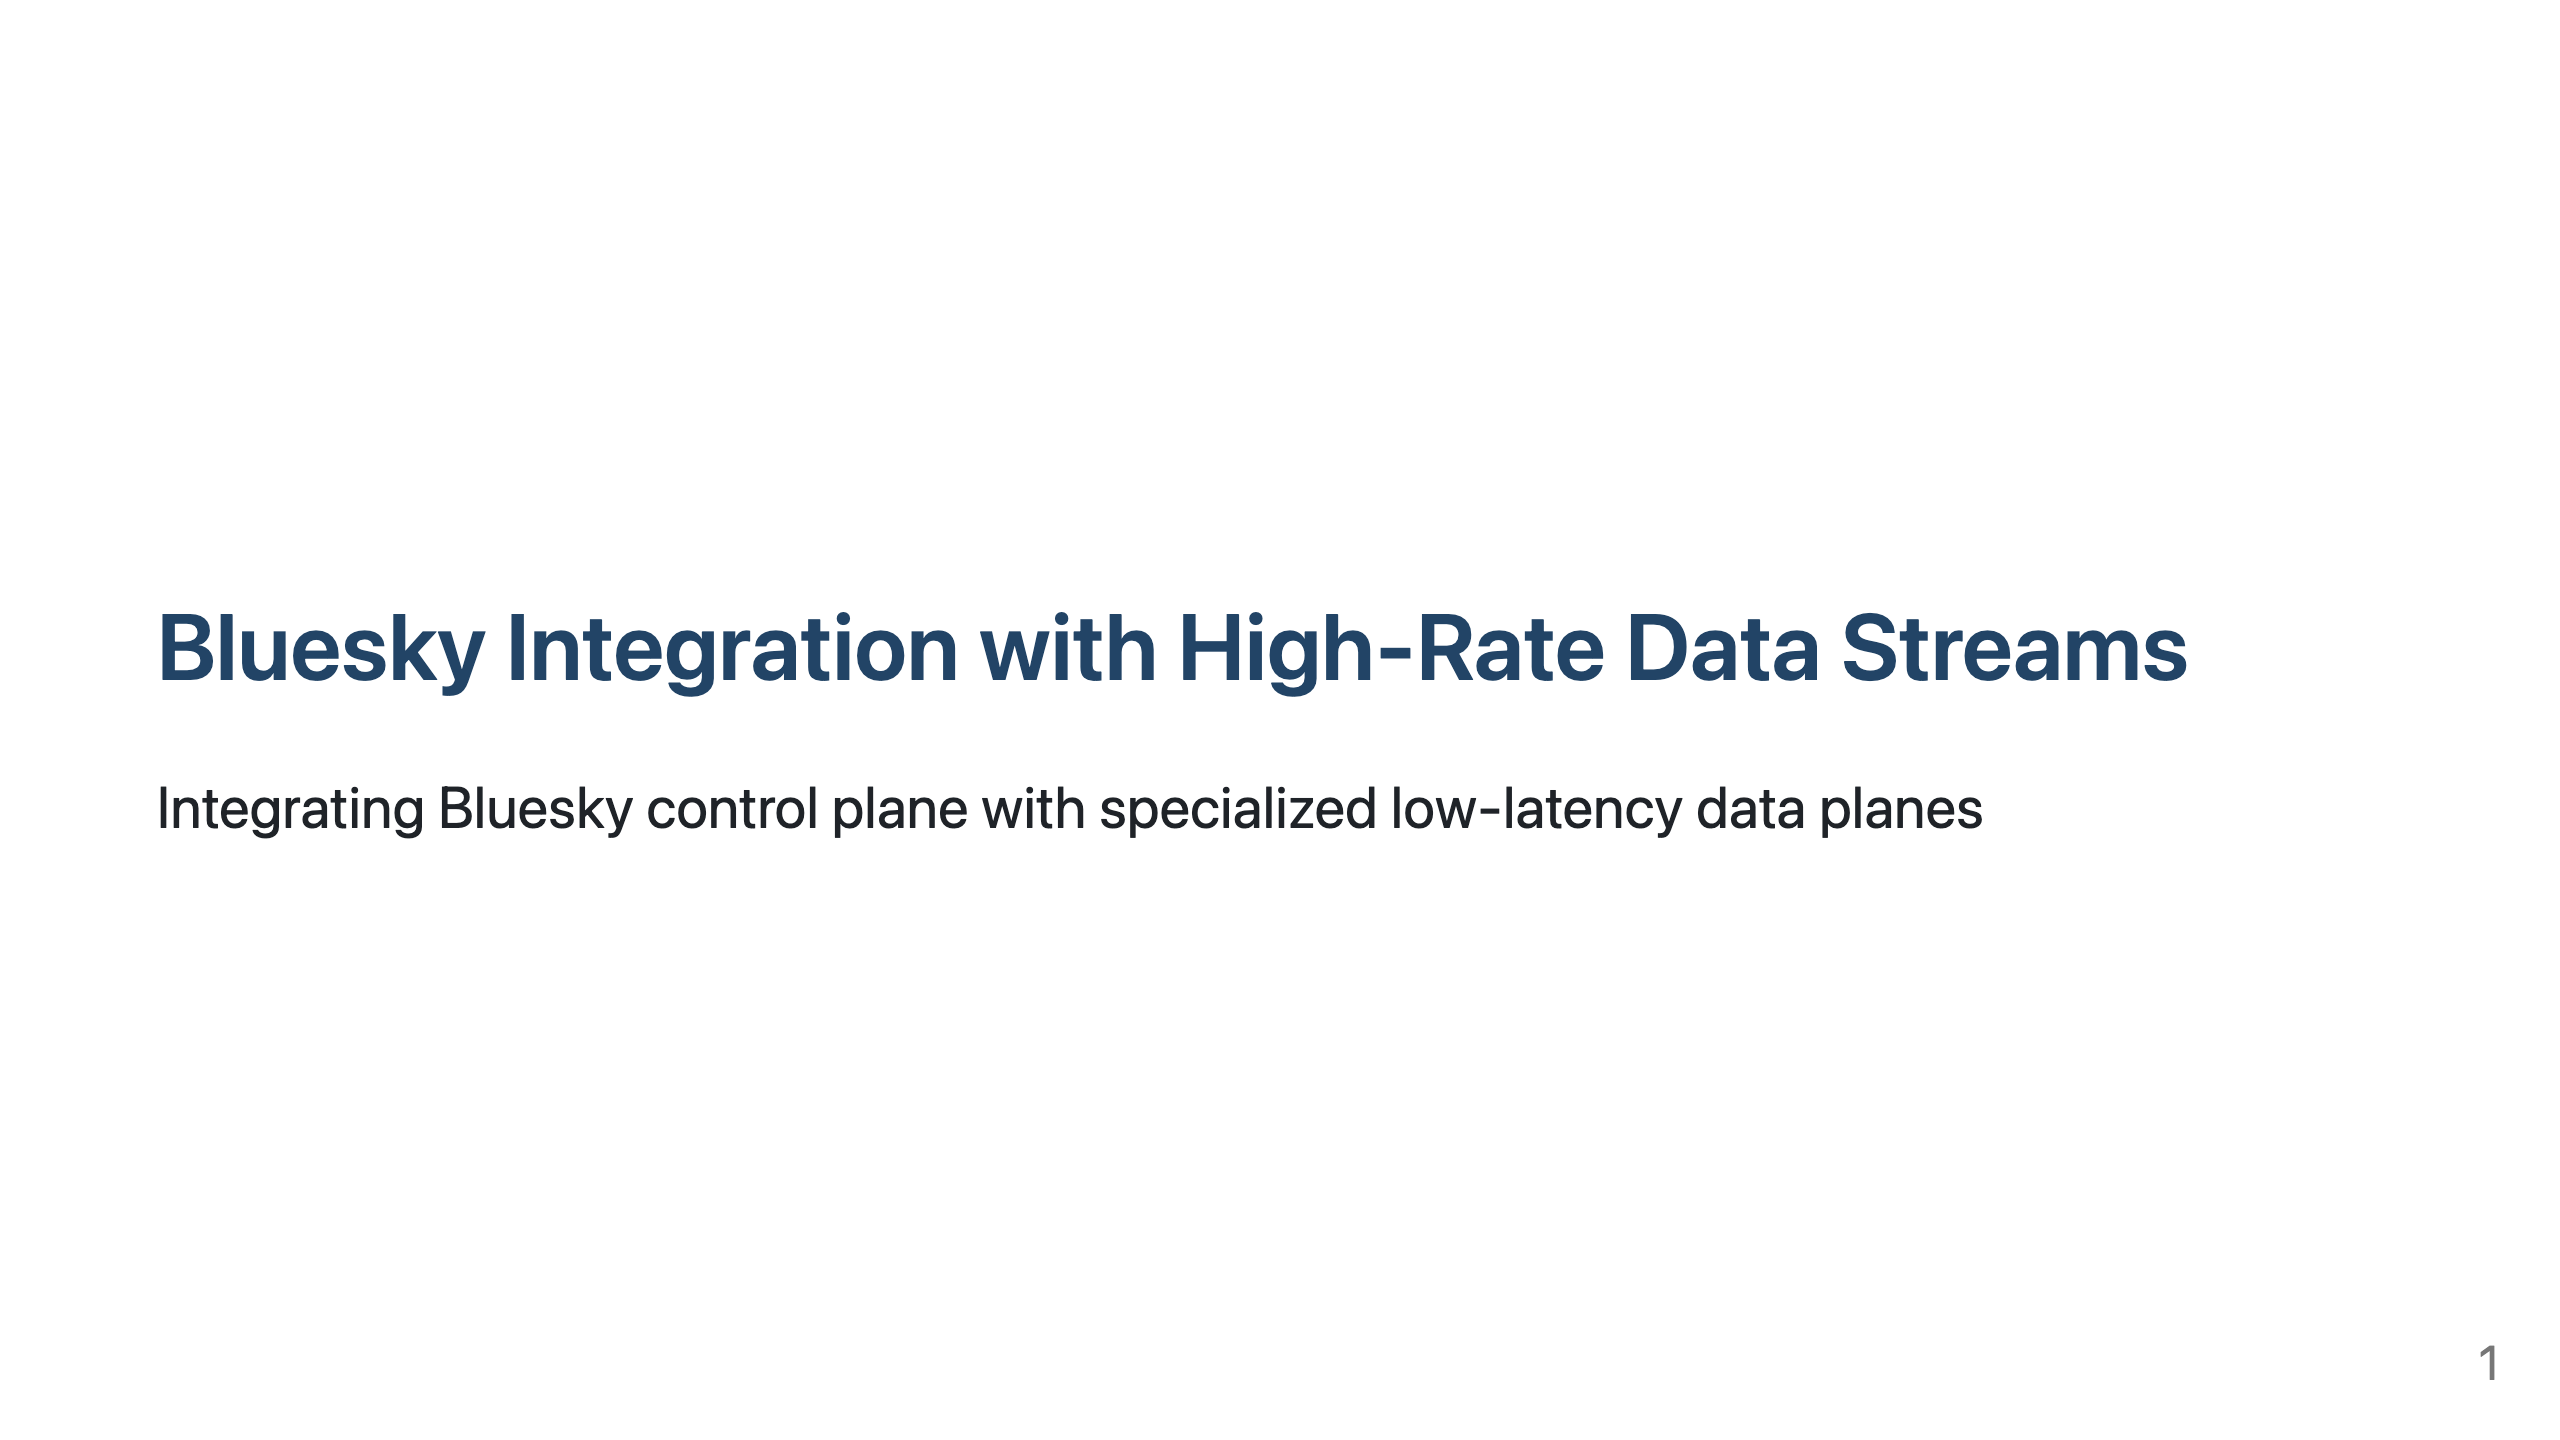 Bluesky Integration with High-Rate Data Streams
Integrating Bluesky control plane with specialized low-latency data planes
1